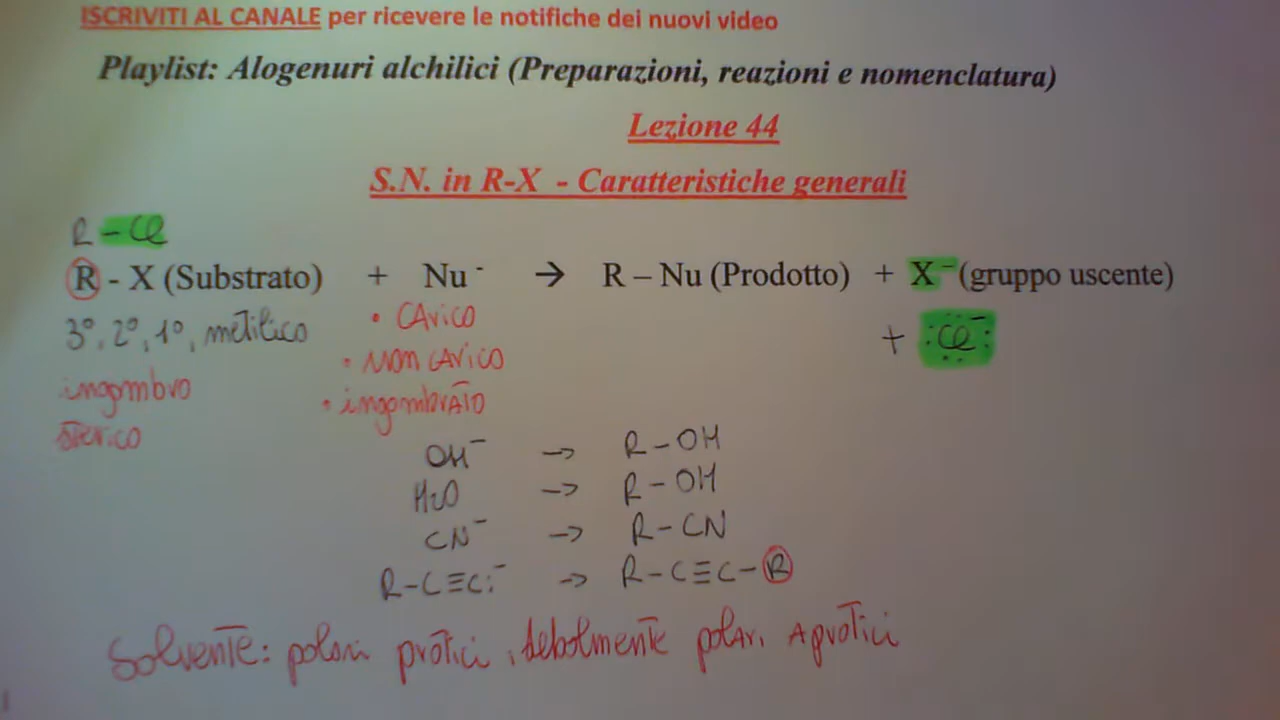 ISCRIVITI AL CANALE per ricevere le notifiche dei nuovi video
Playlist: Alogenuri alchilici (Preparazioni, reazioni e nomenclatura)
Lezione 44
S.N. in R-X - Caratteristiche generali
R-Cl
R - X (Substrato) + Nu⁻ → R – Nu (Prodotto) + X⁻ (gruppo uscente)
3°, 2°, 1°, metilico
• CArico
+ :Cl:⁻
• NON CArico
ingombro
• ingombrATo
sterico
OH⁻ → R-OH
H2O → R-OH
CN⁻ → R-CN
R-C≡C:⁻ → R-C≡C-R
Solvente: polari protici, debolmente polari Aprotici